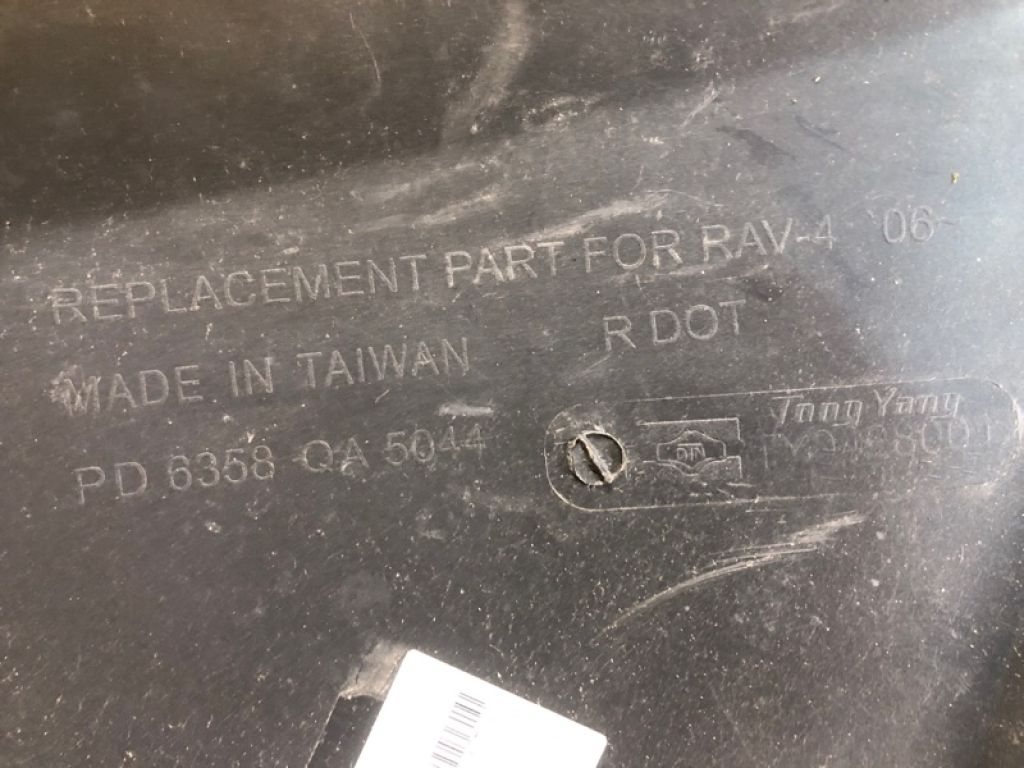 REPLACEMENT PART FOR RAV-4 '06-
MADE IN TAIWAN R DOT
PD 6358 QA 5044
Tong Yang